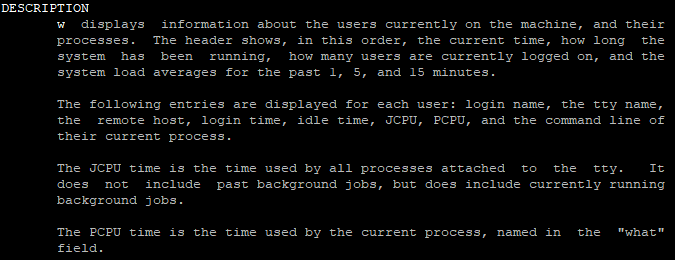 DESCRIPTION
w displays information about the users currently on the machine, and their
processes. The header shows, in this order, the current time, how long the
system has been running, how many users are currently logged on, and the
system load averages for the past 1, 5, and 15 minutes.
The following entries are displayed for each user: login name, the tty name,
the remote host, login time, idle time, JCPU, PCPU, and the command line of
their current process.
The JCPU time is the time used by all processes attached to the tty. It
does not include past background jobs, but does include currently running
background jobs.
The PCPU time is the time used by the current process, named in the "what"
field.